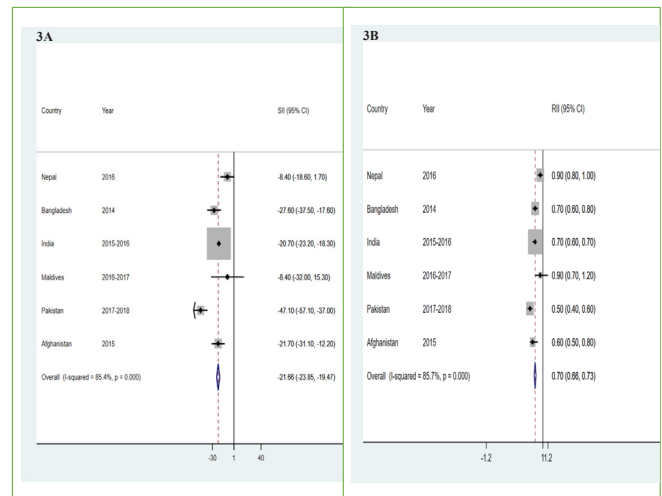 3A
Country Year SII (95% CI)
Nepal 2016 -8.40 (-18.60, 1.70)
Bangladesh 2014 -27.60 (-37.50, -17.60)
India 2015-2016 -20.70 (-23.20, -18.30)
Maldives 2016-2017 -8.40 (-32.00, 15.30)
Pakistan 2017-2018 -47.10 (-57.10, -37.00)
Afghanistan 2015 -21.70 (-31.10, -12.20)
Overall (I-squared = 85.4%, p = 0.000) -21.66 (-23.85, -19.47)
-30 1 40
3B
Country Year RII (95% CI)
Nepal 2016 0.90 (0.80, 1.00)
Bangladesh 2014 0.70 (0.60, 0.80)
India 2015-2016 0.70 (0.60, 0.70)
Maldives 2016-2017 0.90 (0.70, 1.20)
Pakistan 2017-2018 0.50 (0.40, 0.60)
Afghanistan 2015 0.60 (0.50, 0.80)
Overall (I-squared = 85.7%, p = 0.000) 0.70 (0.66, 0.73)
-1.2 11.2